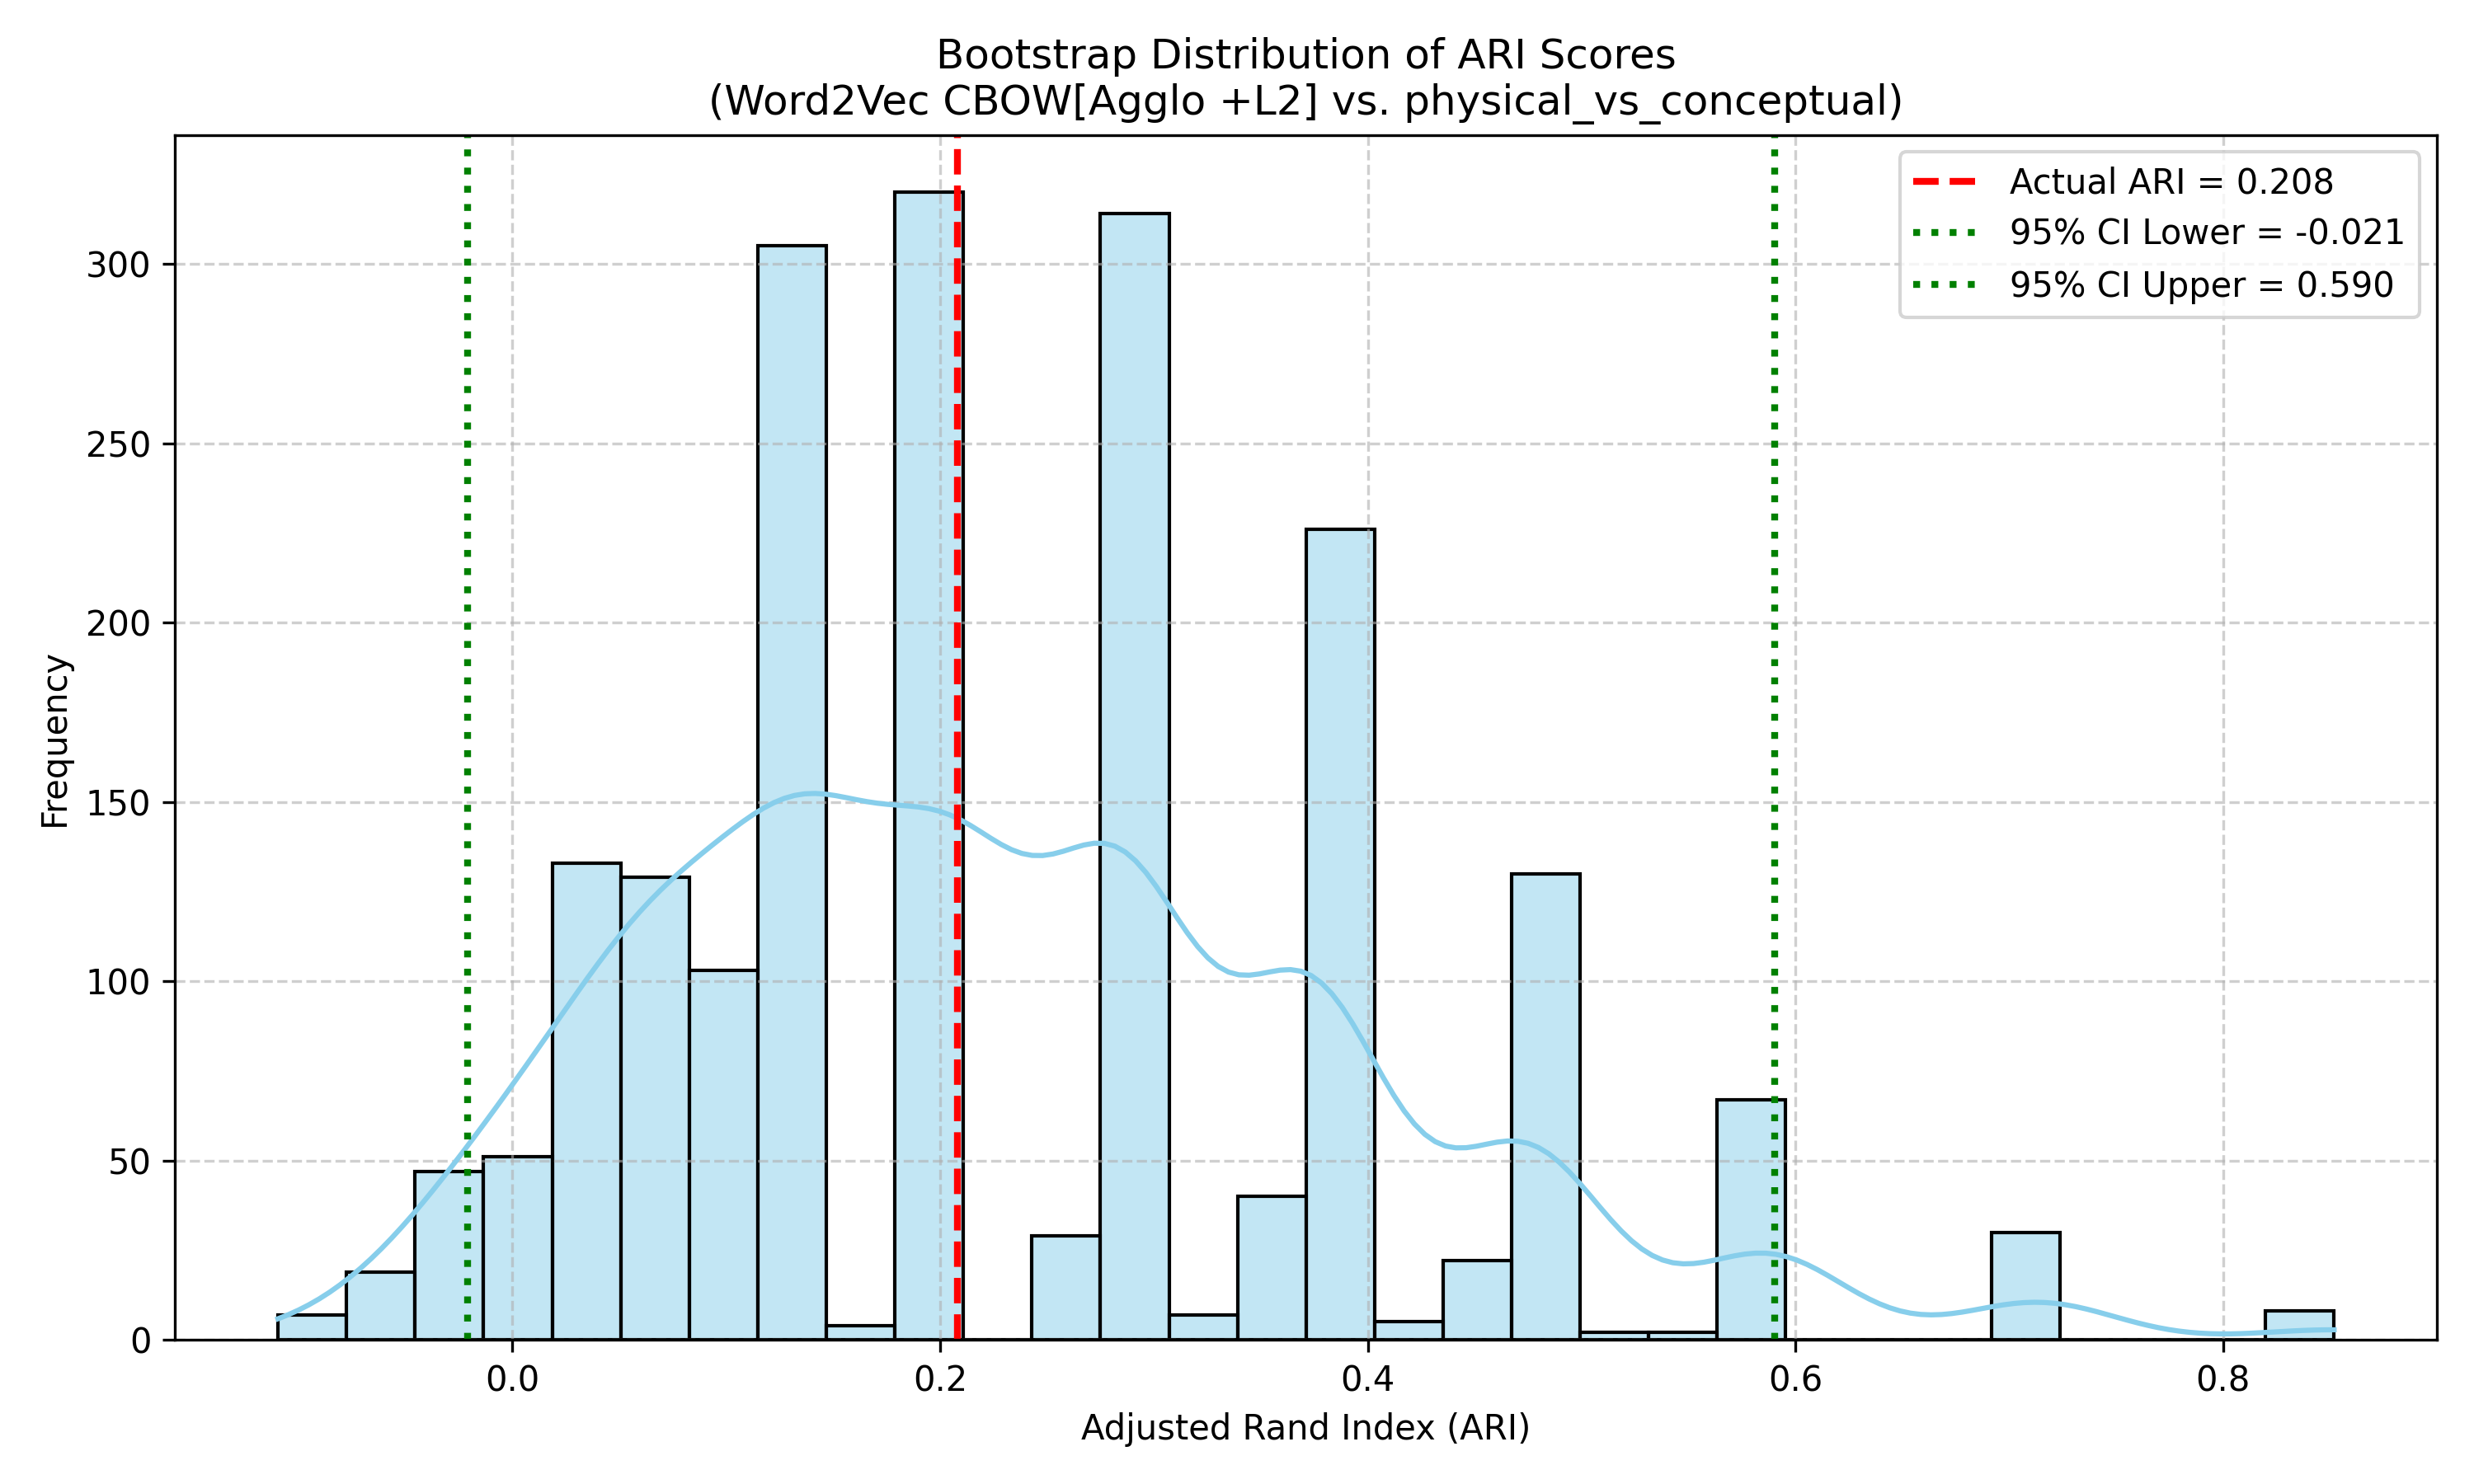 Bootstrap Distribution of ARI Scores
(Word2Vec CBOW[Agglo +L2] vs. physical_vs_conceptual)
Actual ARI = 0.208
95% CI Lower = -0.021
95% CI Upper = 0.590
Frequency
300
250
200
150
100
50
0
0.0 0.2 0.4 0.6 0.8
Adjusted Rand Index (ARI)